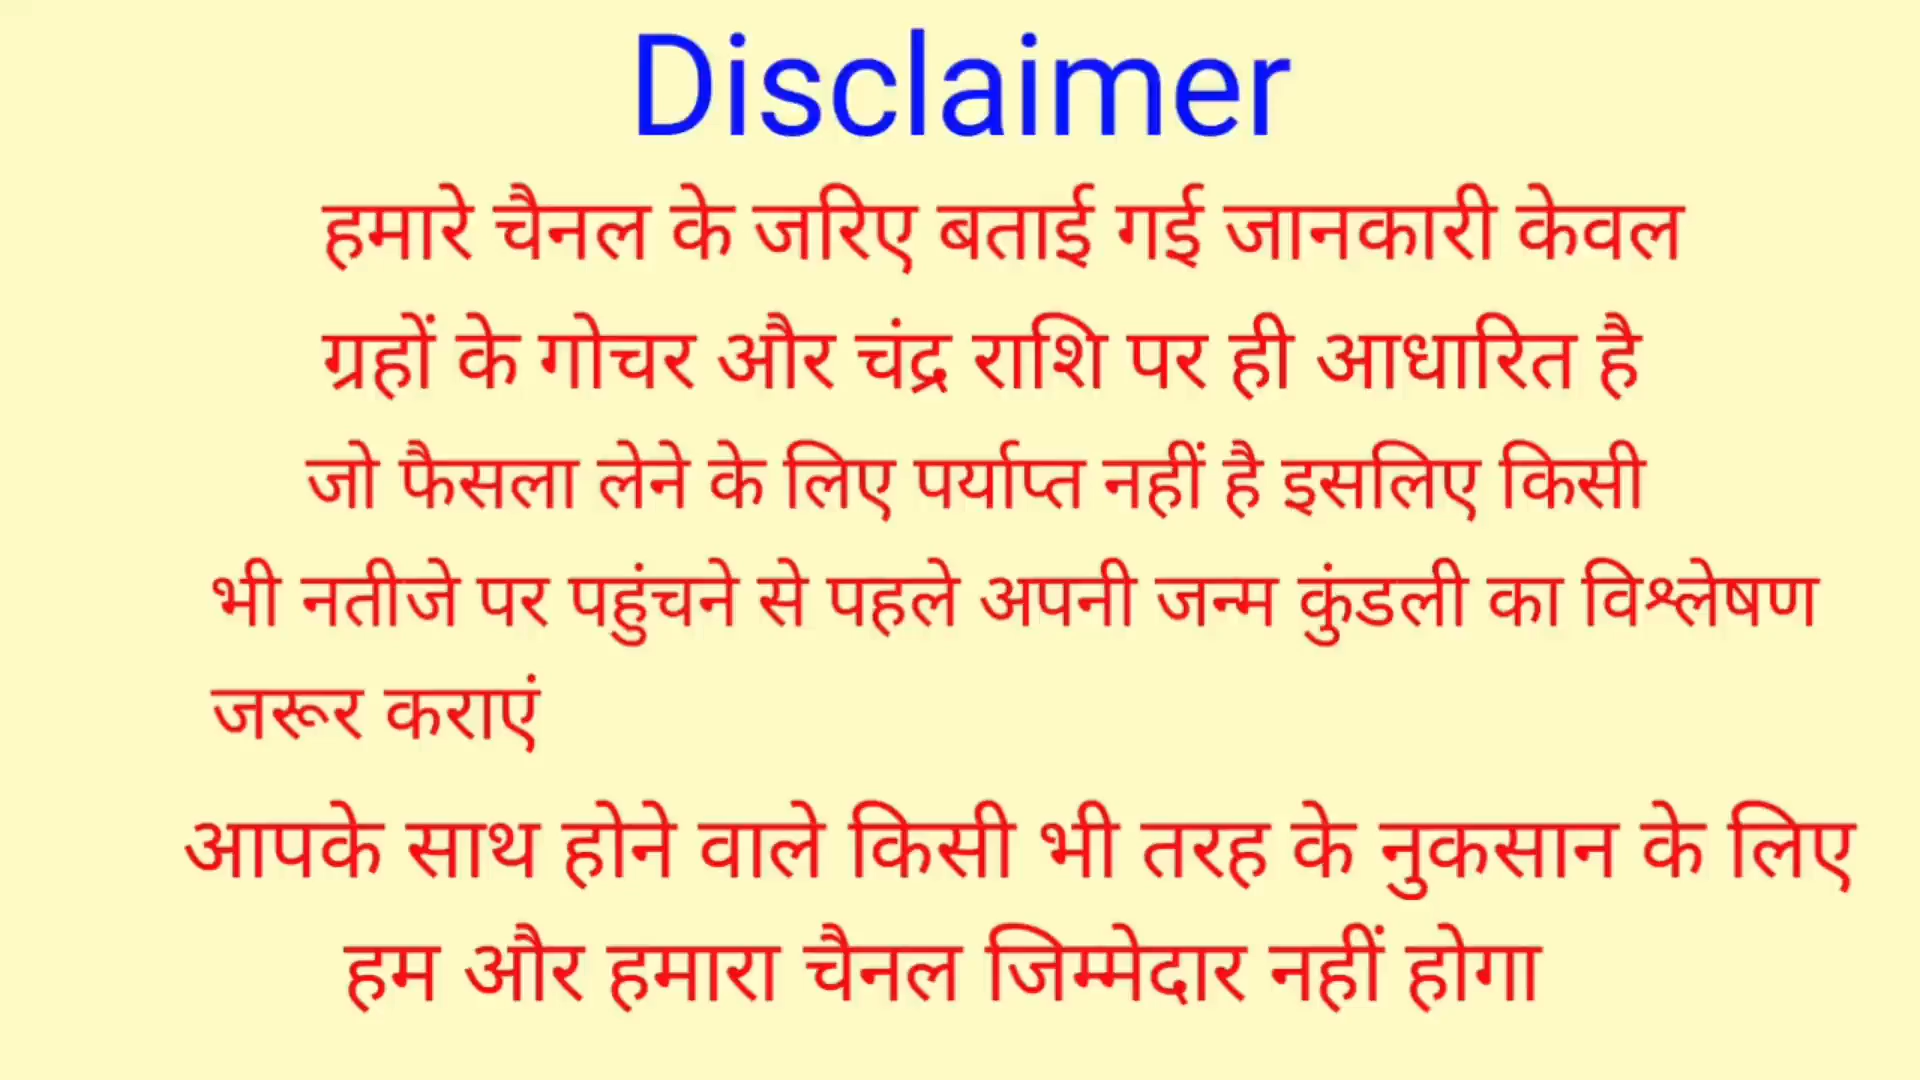 Disclaimer
हमारे चैनल के जरिए बताई गई जानकारी केवल
ग्रहों के गोचर और चंद्र राशि पर ही आधारित है
जो फैसला लेने के लिए पर्याप्त नहीं है इसलिए किसी
भी नतीजे पर पहुंचने से पहले अपनी जन्म कुंडली का विश्लेषण
जरूर कराएं
आपके साथ होने वाले किसी भी तरह के नुकसान के लिए
हम और हमारा चैनल जिम्मेदार नहीं होगा